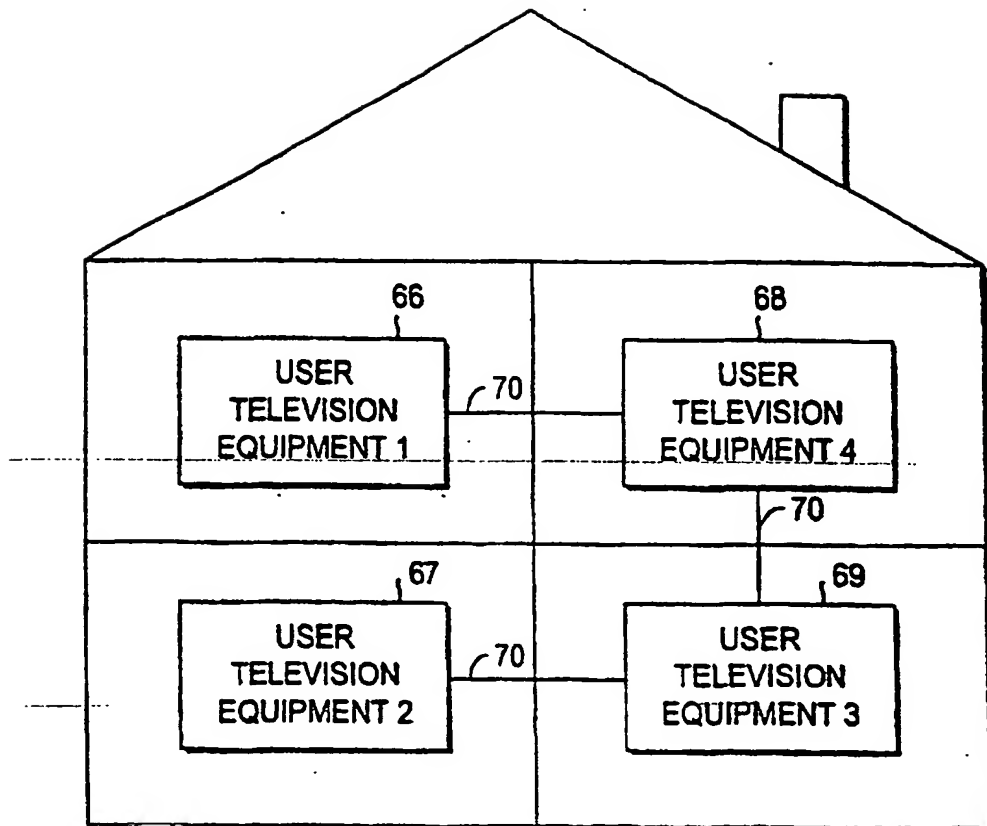 66
USER
TELEVISION
EQUIPMENT 1
70
68
USER
TELEVISION
EQUIPMENT 4
70
67
USER
TELEVISION
EQUIPMENT 2
70
69
USER
TELEVISION
EQUIPMENT 3